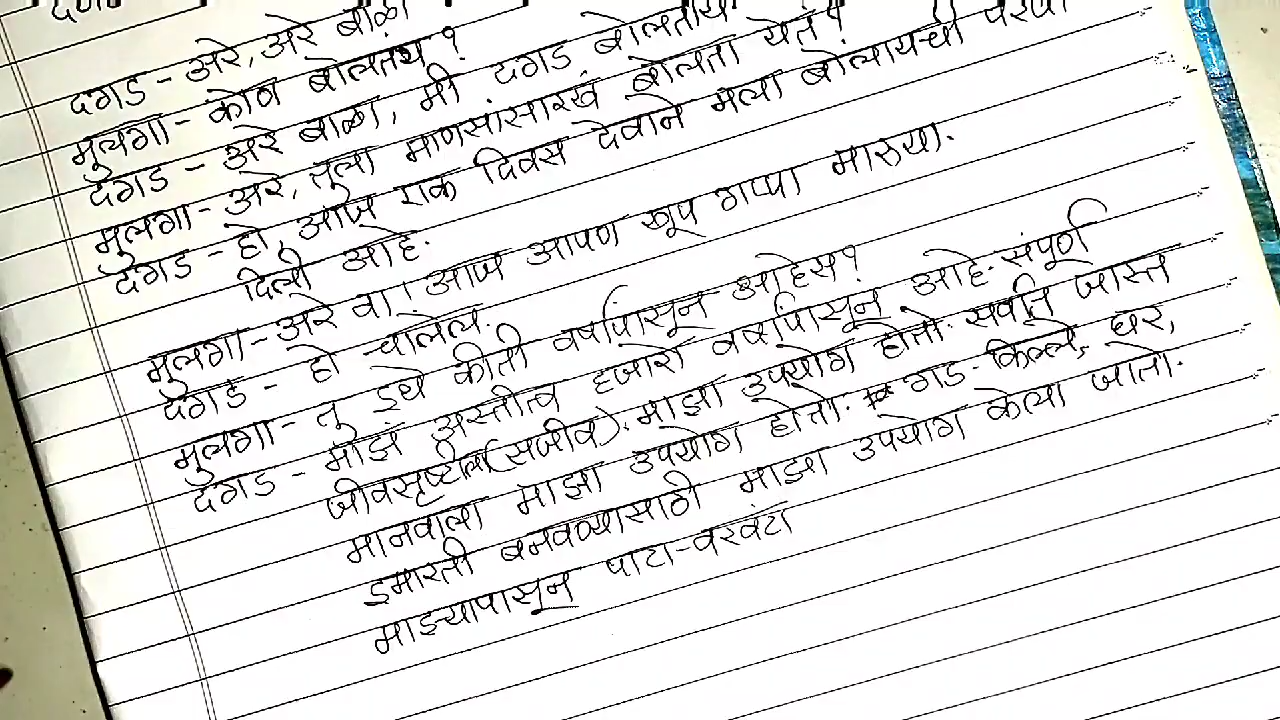 दगड - अरे, अरे बाळा
मुलगा - कोण बोलतंय ?
दगड - अरे बाळा, मी दगड बोलतोय
मुलगा - अरे, तुला माणसांसारखं बोलता येतं ?
दगड - हो, आज एक दिवस देवाने मला बोलायची
दिली आहे.
मुलगा - अरे वा ! आज आपण खूप गप्पा मारुया.
दगड - हो चालेल.
मुलगा - तु इथे कीती वर्षांपासून आहेस ?
दगड - माझं अस्तीत्व हजारो वर्षांपासून आहे. संपूर्ण
जीवसृष्टीला (सजीव) माझा उपयोग होतो. सर्वात जास्त
मानवाला माझा उपयोग होतो. गड-किल्ले, घर,
इमारती बनवण्यासाठी माझा उपयोग केला जातो.
माझ्यापासून पाटा-वरवंटा